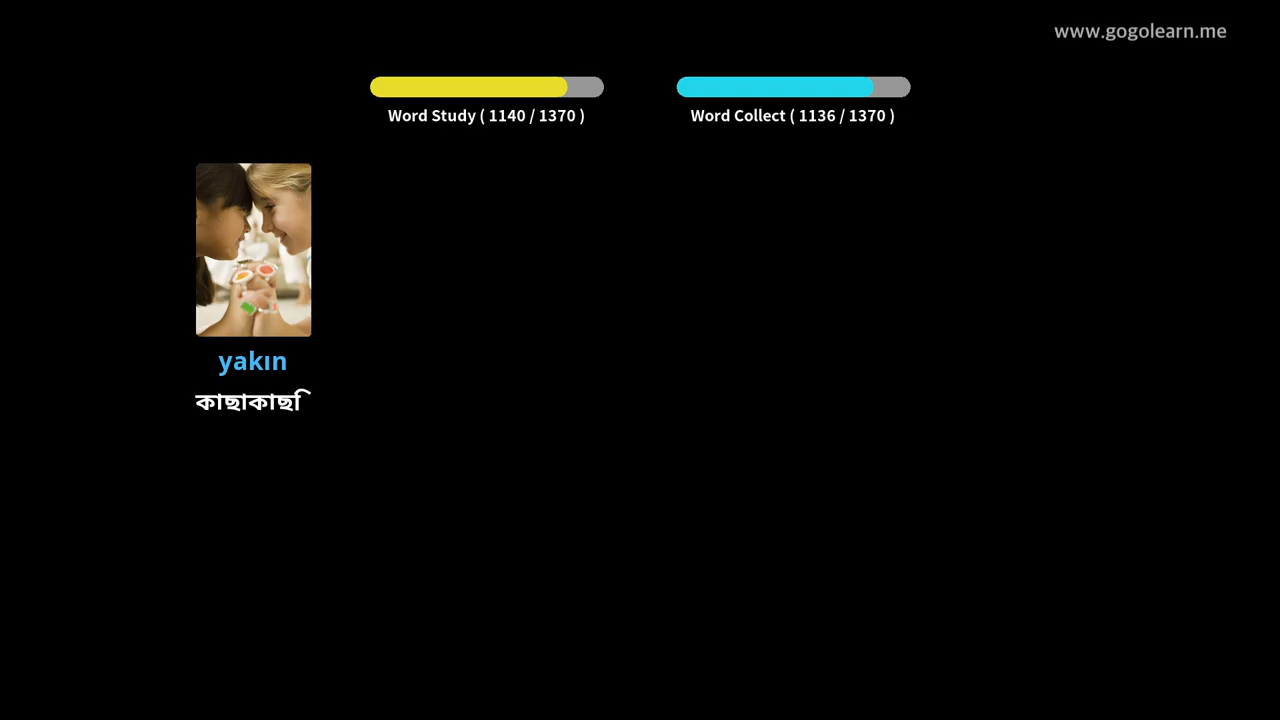 www.gogolearn.me
Word Study ( 1140 / 1370 )
Word Collect ( 1136 / 1370 )
yakın
কাছাকাছি